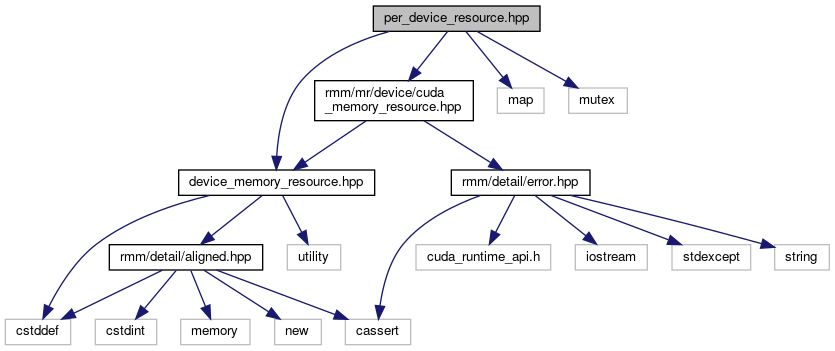 per_device_resource.hpp
rmm/mr/device/cuda
_memory_resource.hpp
map
mutex
device_memory_resource.hpp
rmm/detail/error.hpp
rmm/detail/aligned.hpp
utility
cuda_runtime_api.h
iostream
stdexcept
string
cstddef
cstdint
memory
new
cassert